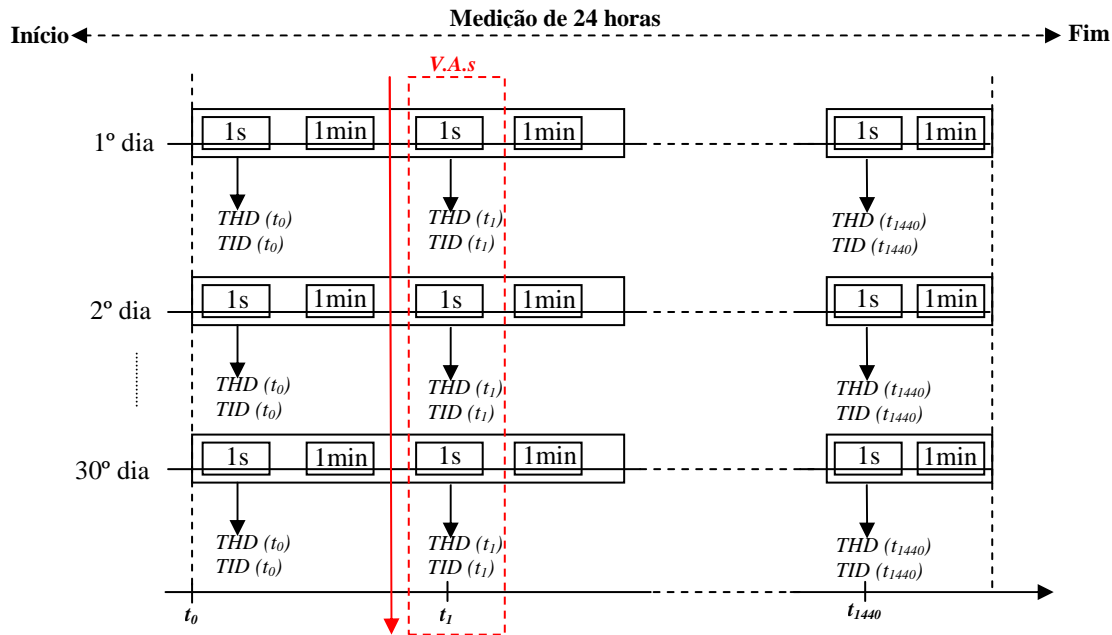 Medição de 24 horas
Início
Fim
V.A.s
1º dia
1s
1min
1s
1min
1s
1min
THD (t0)
TID (t0)
THD (t1)
TID (t1)
THD (t1440)
TID (t1440)
2º dia
1s
1min
1s
1min
1s
1min
THD (t0)
TID (t0)
THD (t1)
TID (t1)
THD (t1440)
TID (t1440)
30º dia
1s
1min
1s
1min
1s
1min
THD (t0)
TID (t0)
THD (t1)
TID (t1)
THD (t1440)
TID (t1440)
t0
t1
t1440